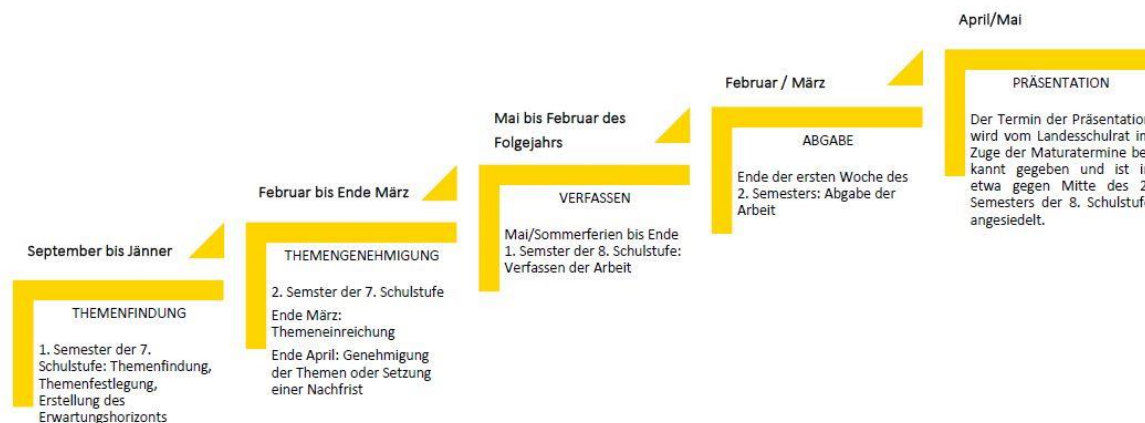 September bis Jänner
THEMENFINDUNG
1. Semester der 7.
Schulstufe: Themenfindung,
Themenfestlegung,
Erstellung des
Erwartungshorizonts
Februar bis Ende März
THEMENGENEHMIGUNG
2. Semster der 7. Schulstufe
Ende März:
Themeneinreichung
Ende April: Genehmigung
der Themen oder Setzung
einer Nachfrist
Mai bis Februar des
Folgejahrs
VERFASSEN
Mai/Sommerferien bis Ende
1. Semster der 8. Schulstufe:
Verfassen der Arbeit
Februar / März
ABGABE
Ende der ersten Woche des
2. Semesters: Abgabe der
Arbeit
April/Mai
PRÄSENTATION
Der Termin der Präsentation
wird vom Landesschulrat im
Zuge der Maturatermine be
kannt gegeben und ist in
etwa gegen Mitte des 2
Semesters der 8. Schulstufe
angesiedelt.